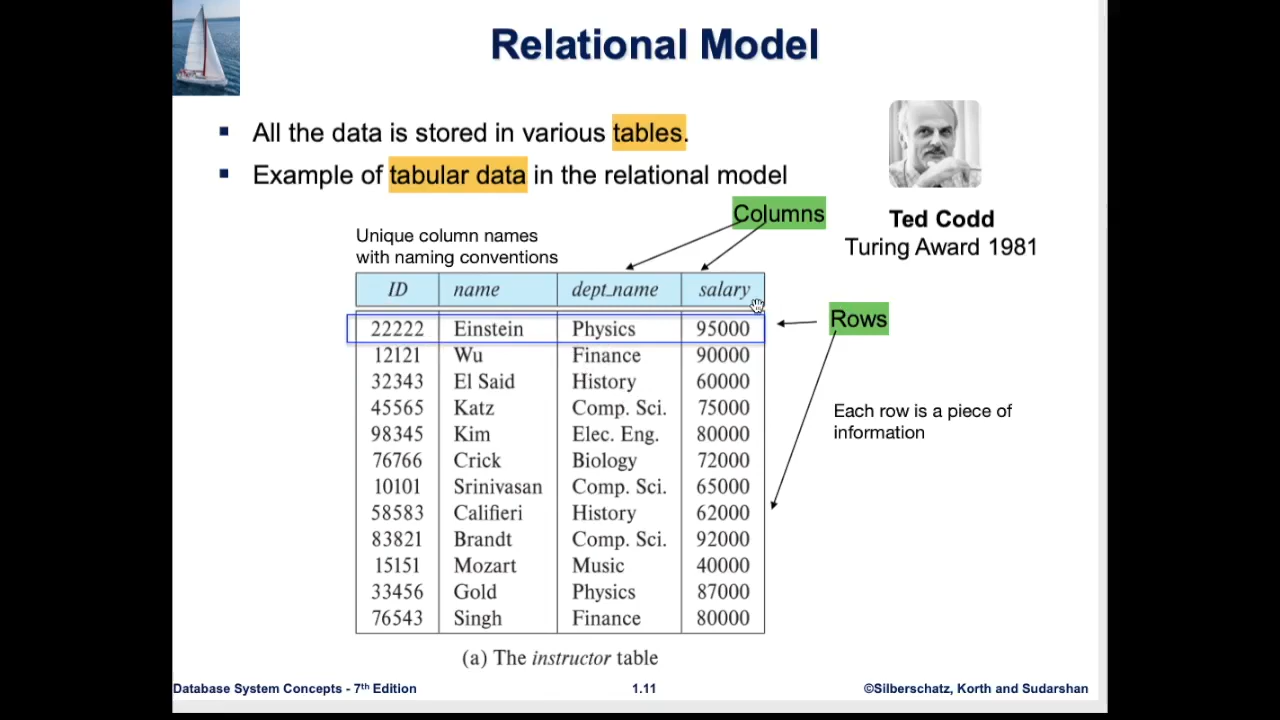 Relational Model
▪ All the data is stored in various tables.
▪ Example of tabular data in the relational model
Ted Codd
Turing Award 1981
Columns
Unique column names
with naming conventions
ID name dept_name salary
22222 Einstein Physics 95000
12121 Wu Finance 90000
32343 El Said History 60000
45565 Katz Comp. Sci. 75000
98345 Kim Elec. Eng. 80000
76766 Crick Biology 72000
10101 Srinivasan Comp. Sci. 65000
58583 Califieri History 62000
83821 Brandt Comp. Sci. 92000
15151 Mozart Music 40000
33456 Gold Physics 87000
76543 Singh Finance 80000
Rows
Each row is a piece of
information
(a) The instructor table
Database System Concepts - 7th Edition
1.11
©Silberschatz, Korth and Sudarshan